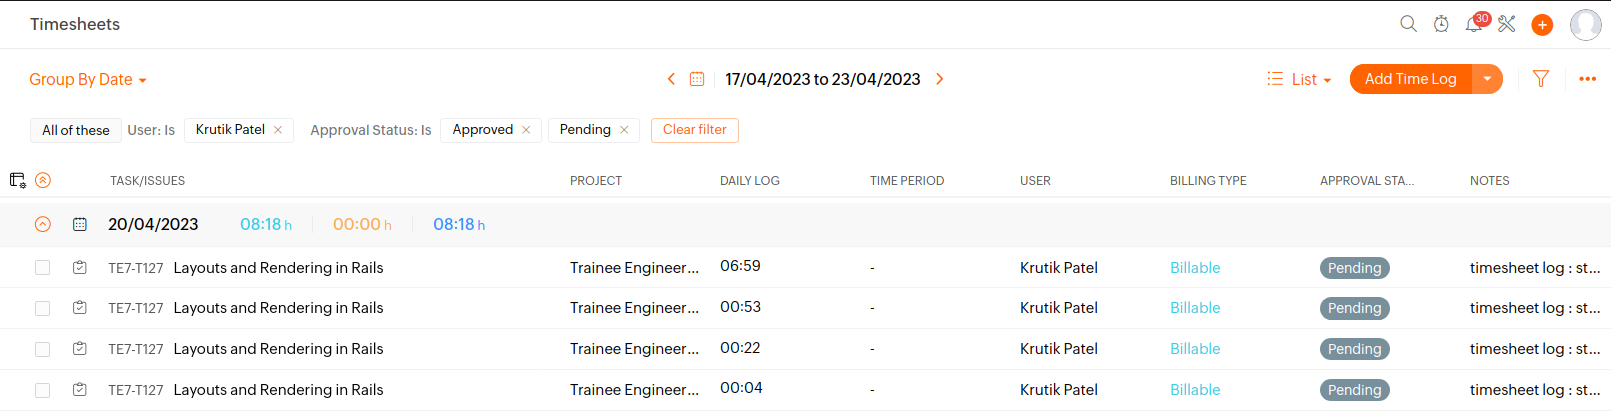 Timesheets
30
Group By Date
17/04/2023 to 23/04/2023
List
Add Time Log
All of these User: Is Krutik Patel × Approval Status: Is Approved × Pending × Clear filter
TASK/ISSUES PROJECT DAILY LOG TIME PERIOD USER BILLING TYPE APPROVAL STA... NOTES
20/04/2023 08:18 h 00:00 h 08:18 h
TE7-T127 Layouts and Rendering in Rails Trainee Engineer... 06:59 - Krutik Patel Billable Pending timesheet log : st...
TE7-T127 Layouts and Rendering in Rails Trainee Engineer... 00:53 - Krutik Patel Billable Pending timesheet log : st...
TE7-T127 Layouts and Rendering in Rails Trainee Engineer... 00:22 - Krutik Patel Billable Pending timesheet log : st...
TE7-T127 Layouts and Rendering in Rails Trainee Engineer... 00:04 - Krutik Patel Billable Pending timesheet log : st...